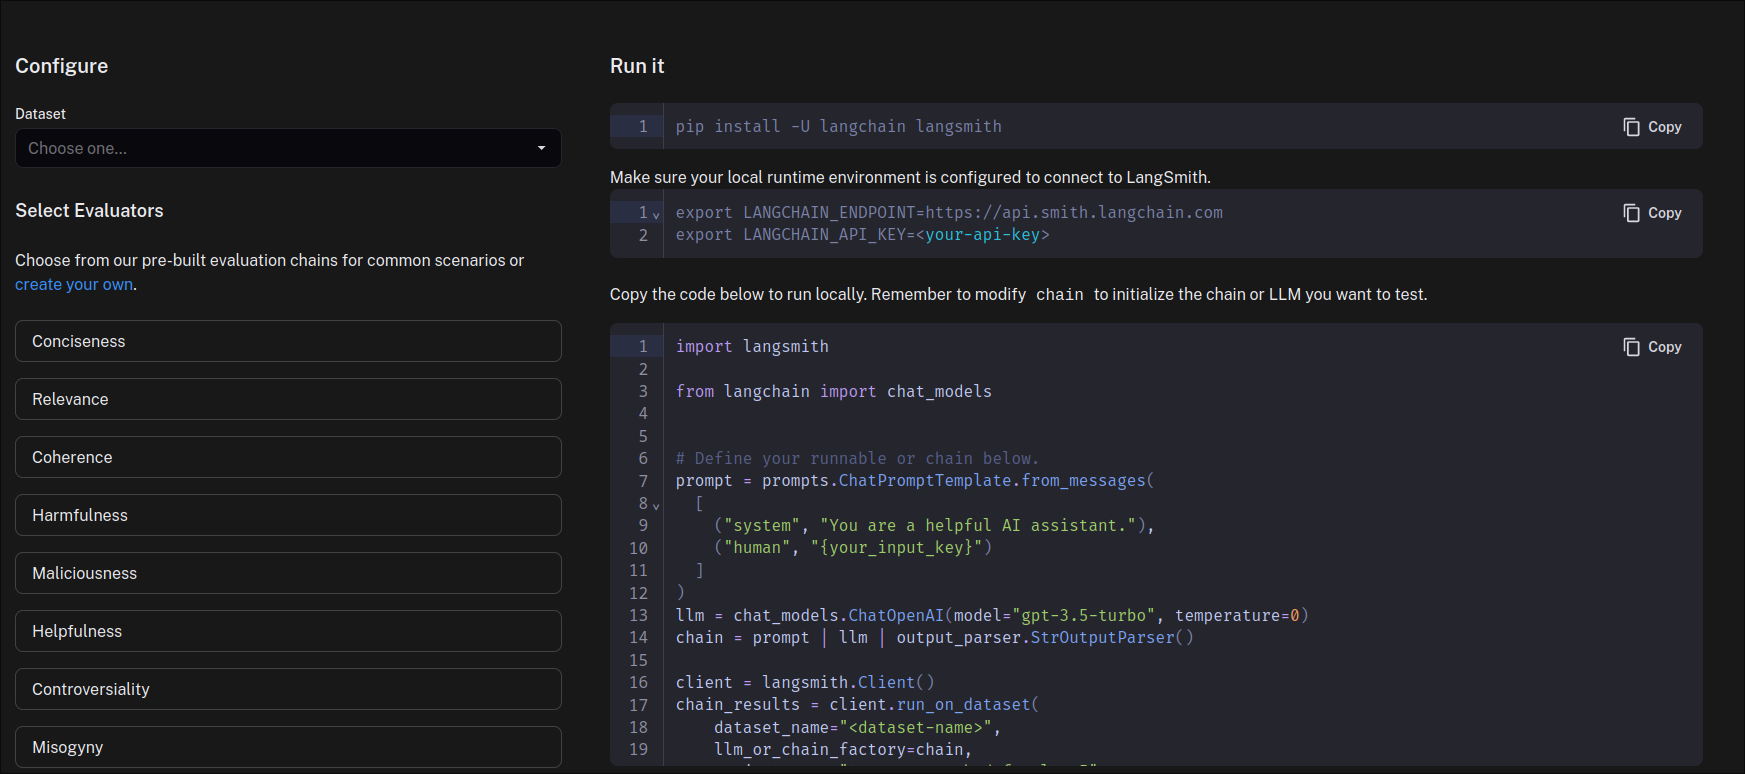 Configure
Dataset
Choose one...
Select Evaluators
Choose from our pre-built evaluation chains for common scenarios or
create your own.
Conciseness
Relevance
Coherence
Harmfulness
Maliciousness
Helpfulness
Controversiality
Misogyny
Run it
1 pip install -U langchain langsmith
Copy
Make sure your local runtime environment is configured to connect to LangSmith.
1 export LANGCHAIN_ENDPOINT=https://api.smith.langchain.com
Copy
2 export LANGCHAIN_API_KEY=<your-api-key>
Copy the code below to run locally. Remember to modify chain to initialize the chain or LLM you want to test.
1 import langsmith
Copy
2
3 from langchain import chat_models
4
5
6 # Define your runnable or chain below.
7 prompt = prompts.ChatPromptTemplate.from_messages(
8   [
9     ("system", "You are a helpful AI assistant."),
10     ("human", "{your_input_key}")
11   ]
12 )
13 llm = chat_models.ChatOpenAI(model="gpt-3.5-turbo", temperature=0)
14 chain = prompt | llm | output_parser.StrOutputParser()
15
16 client = langsmith.Client()
17 chain_results = client.run_on_dataset(
18     dataset_name="<dataset-name>",
19     llm_or_chain_factory=chain,